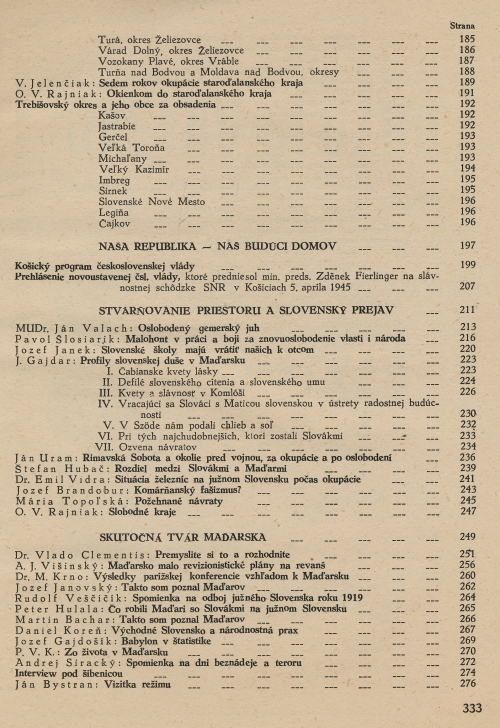 Strana
Turá, okres Želiezovce 185
Várad Dolný, okres Želiezovce 186
Vozokany Plavé, okres Vráble 187
Turňa nad Bodvou a Moldava nad Bodvou, okresy 188
V. Jelenčiak: Sedem rokov okupácie staroďalanského kraja 189
O. V. Rajniak: Okienkom do staroďalanského kraja 191
Trebišovský okres a jeho obce za obsadenia 192
Kašov 192
Jastrabie 192
Gerčel 193
Veľká Toroňa 193
Michaľany 193
Veľký Kazimír 194
Imbreg 195
Sirnek 195
Slovenské Nové Mesto 196
Legiňa 196
Čajkov 196
NAŠA REPUBLIKA — NÁŠ BUDÚCI DOMOV 197
Košický program československej vlády 199
Prehlásenie novoustavenej čsl. vlády, ktoré predniesol min. preds. Zděnek Fierlinger na sláv-
nostnej schôdzke SNR v Košiciach 5. apríla 1945 207
STVÁRŇOVANIE PRIESTORU A SLOVENSKÝ PREJAV 211
MUDr. Ján Valach: Oslobodený gemerský juh 213
Pavol Šlosiarik: Malohont v práci a boji za znovuoslobodenie vlasti i národa 216
Jozef Janek: Slovenské školy majú vrátiť našich k otcom 220
J. Gajdar: Profily slovenskej duše v Maďarsku 223
I. Čabianske kvety lásky 223
II. Defilé slovenského cítenia a slovenského umu 224
III. Kvety a slávnosť v Komlóši 226
IV. Vracajúci sa Slováci s Maticou slovenskou v ústrety radostnej budúc-
nosti 230
V. V Sződe nám podali chlieb a soľ 232
VI. Pri tých najchudobnejších, ktorí zostali Slovákmi 233
VII. Ozvena návratov 234
Ján Uram: Rimavská Sobota a okolie pred vojnou, za okupácie a po oslobodení 236
Štefan Hubač: Rozdiel medzi Slovákmi a Maďarmi 239
Dr. Emil Vidra: Situácia železníc na južnom Slovensku počas okupácie 241
Jozef Brandobur: Komárňanský fašizmus? 243
Mária Topoľská: Požehnané návraty 245
O. V. Rajniak: Slobodné kraje 247
SKUTOČNÁ TVÁR MAĎARSKA 249
Dr. Vlado Clementis: Premyslite si to a rozhodnite 251
A. J. Višinský: Maďarsko malo revizionistické plány na revanš 256
Dr. M. Krno: Výsledky parížskej konferencie vzhľadom k Maďarsku 260
Jozef Janovský: Takto som poznal Maďarov 262
Rudolf Veščičík: Spomienka na odboj južného Slovenska roku 1919 264
Peter Hulala: Čo robili Maďari so Slovákmi na južnom Slovensku 265
Martin Bachar: Takto som poznal Maďarov 266
Daniel Koreň: Východné Slovensko a národnostná prax 267
Jozef Gajdošík: Babylon v štatistike 269
P. V. K.: Zo života v Maďarsku 270
Andrej Siracký: Spomienka na dni beznádeje a teroru 272
Interview pod šibenicou 274
Ján Bystran: Vizitka režimu 276
333